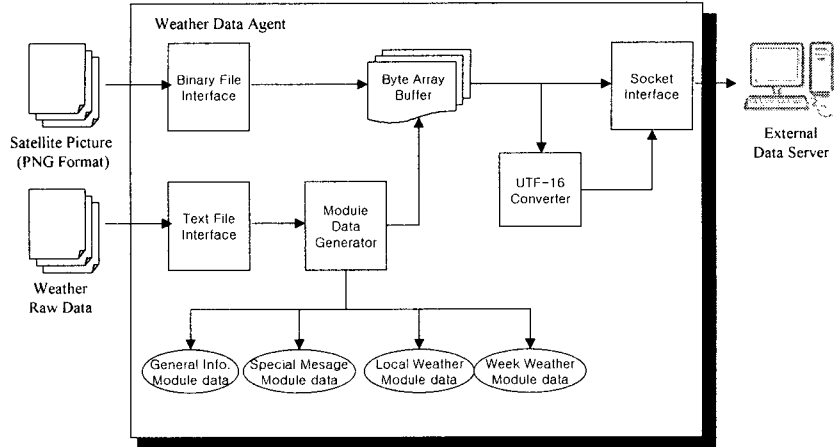 Weather Data Agent
Satellite Picture
(PNG Format)
Binary File
Interface
Byte Array
Buffer
Socket
Interface
External
Data Server
UTF-16
Converter
Weather
Raw Data
Text File
Interface
Module
Data
Generator
General Info.
Module data
Special Mesage
Module data
Local Weather
Module data
Week Weather
Module data